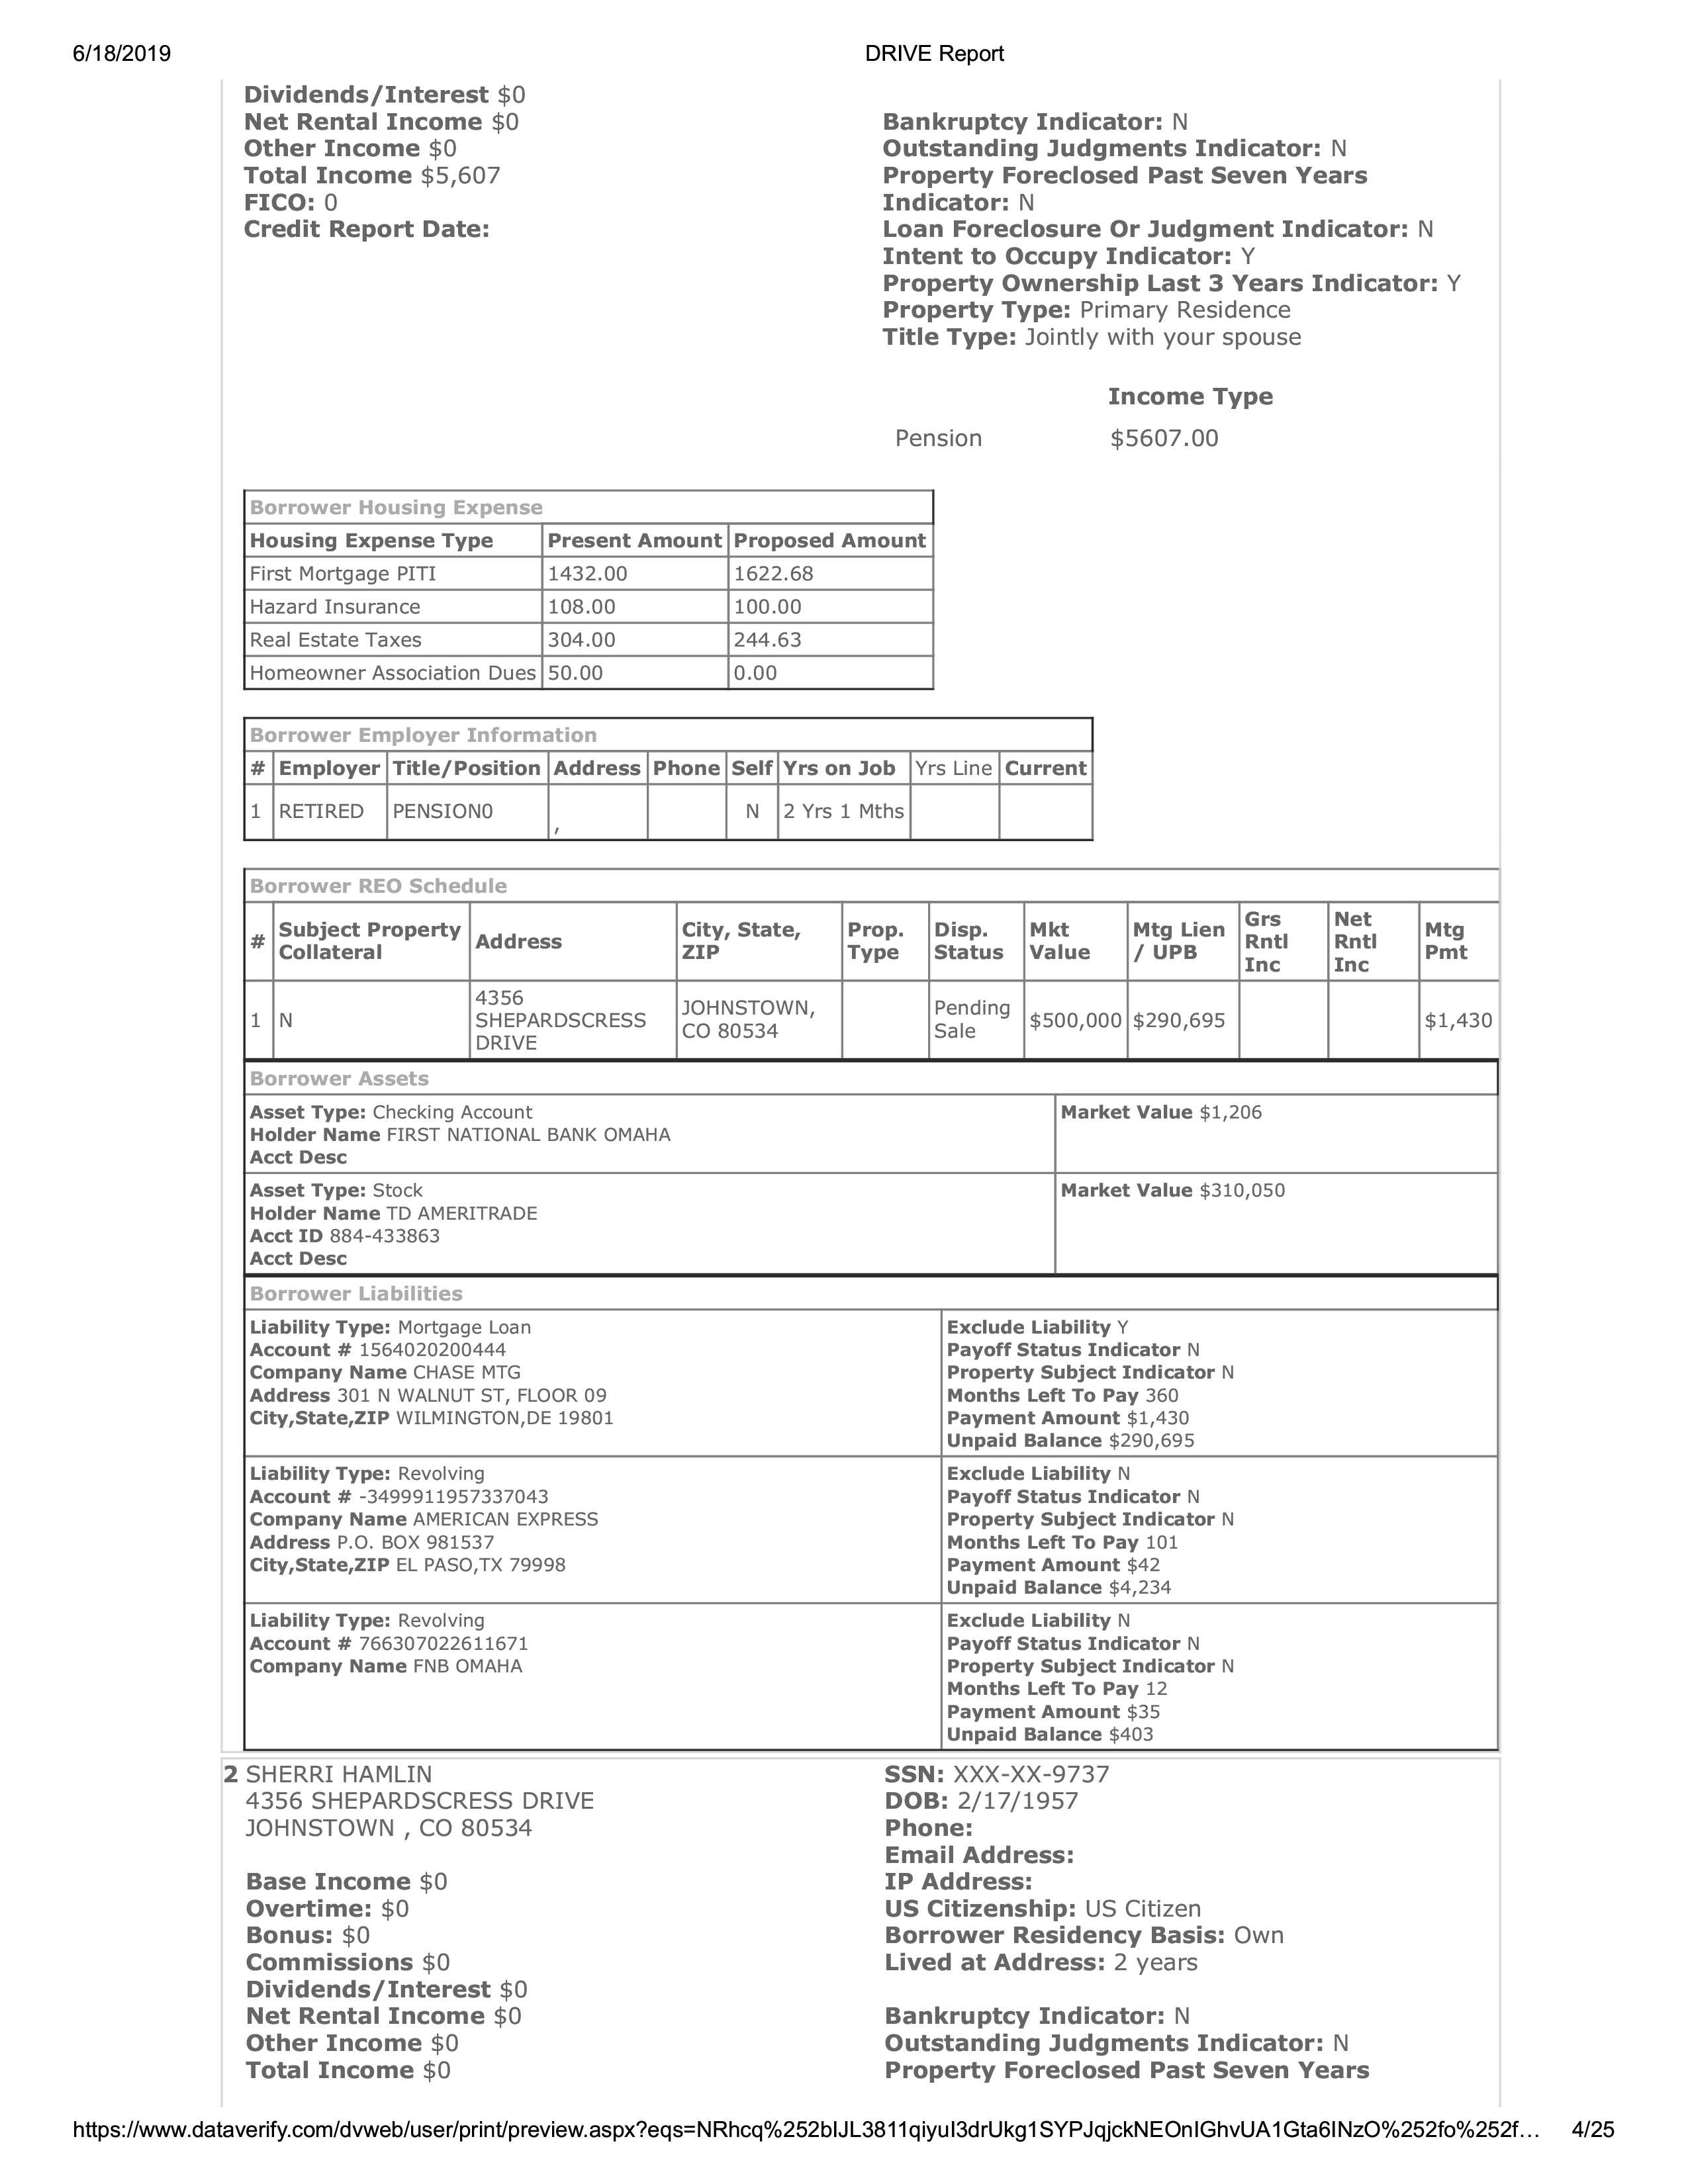 6/18/2019 DRIVE Report
Dividends/Interest $0
Net Rental Income $0
Other Income $0
Total Income $5,607
FICO: 0
Credit Report Date:
Bankruptcy Indicator: N
Outstanding Judgments Indicator: N
Property Foreclosed Past Seven Years
Indicator: N
Loan Foreclosure Or Judgment Indicator: N
Intent to Occupy Indicator: Y
Property Ownership Last 3 Years Indicator: Y
Property Type: Primary Residence
Title Type: Jointly with your spouse
Income Type
Pension $5607.00
Borrower Housing Expense
Housing Expense Type Present Amount Proposed Amount
First Mortgage PITI 1432.00 1622.68
Hazard Insurance 108.00 100.00
Real Estate Taxes 304.00 244.63
Homeowner Association Dues 50.00 0.00
Borrower Employer Information
# Employer Title/Position Address Phone Self Yrs on Job Yrs Line Current
1 RETIRED PENSION0 , N 2 Yrs 1 Mths
Borrower REO Schedule
# Subject Property Collateral Address City, State, ZIP Prop. Type Disp. Status Mkt Value Mtg Lien / UPB Grs Rntl Inc Net Rntl Inc Mtg Pmt
1 N 4356 SHEPARDSCRESS DRIVE JOHNSTOWN, CO 80534 Pending Sale $500,000 $290,695 $1,430
Borrower Assets
Asset Type: Checking Account
Holder Name FIRST NATIONAL BANK OMAHA
Acct Desc
Market Value $1,206
Asset Type: Stock
Holder Name TD AMERITRADE
Acct ID 884-433863
Acct Desc
Market Value $310,050
Borrower Liabilities
Liability Type: Mortgage Loan
Account # 1564020200444
Company Name CHASE MTG
Address 301 N WALNUT ST, FLOOR 09
City,State,ZIP WILMINGTON,DE 19801
Exclude Liability Y
Payoff Status Indicator N
Property Subject Indicator N
Months Left To Pay 360
Payment Amount $1,430
Unpaid Balance $290,695
Liability Type: Revolving
Account # -3499911957337043
Company Name AMERICAN EXPRESS
Address P.O. BOX 981537
City,State,ZIP EL PASO,TX 79998
Exclude Liability N
Payoff Status Indicator N
Property Subject Indicator N
Months Left To Pay 101
Payment Amount $42
Unpaid Balance $4,234
Liability Type: Revolving
Account # 766307022611671
Company Name FNB OMAHA
Exclude Liability N
Payoff Status Indicator N
Property Subject Indicator N
Months Left To Pay 12
Payment Amount $35
Unpaid Balance $403
2 SHERRI HAMLIN
4356 SHEPARDSCRESS DRIVE
JOHNSTOWN , CO 80534
Base Income $0
Overtime: $0
Bonus: $0
Commissions $0
Dividends/Interest $0
Net Rental Income $0
Other Income $0
Total Income $0
SSN: XXX-XX-9737
DOB: 2/17/1957
Phone:
Email Address:
IP Address:
US Citizenship: US Citizen
Borrower Residency Basis: Own
Lived at Address: 2 years
Bankruptcy Indicator: N
Outstanding Judgments Indicator: N
Property Foreclosed Past Seven Years
https://www.dataverify.com/dvweb/user/print/preview.aspx?eqs=NRhcq%252bIJL3811qiyuI3drUkg1SYPJqjckNEOnIGhvUA1Gta6INzO%252fo%252f… 4/25